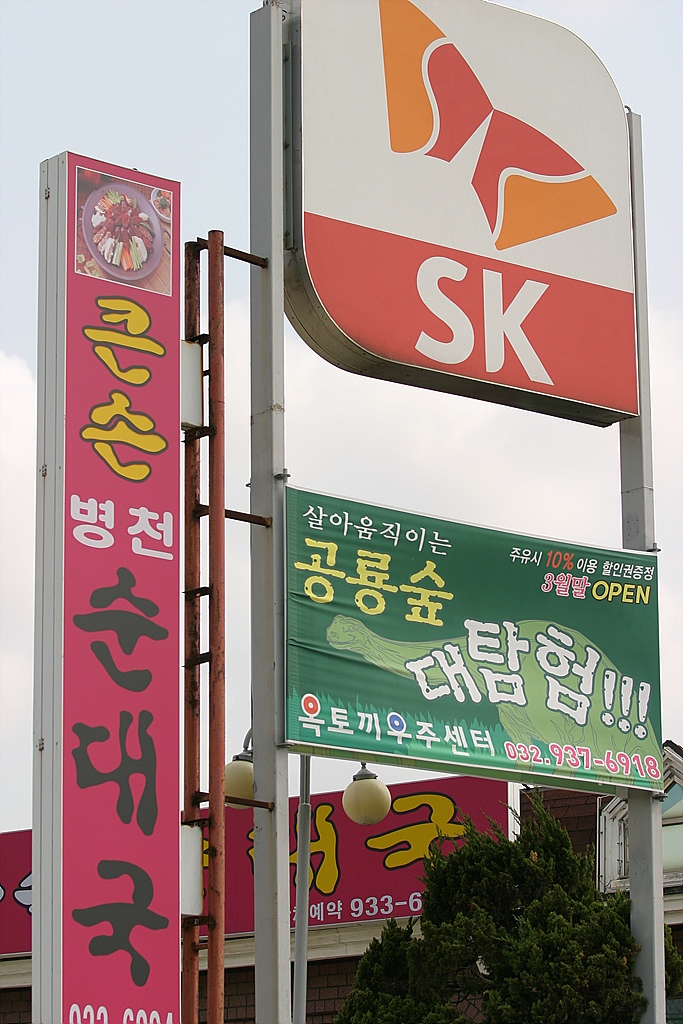 SK
큰손
병천
순대국
살아움직이는
공룡숲
주유시 10% 이용 할인권증정
3월말 OPEN
대탐험!!!
옥토끼우주센터 032.937-6918
국
예약 933-6